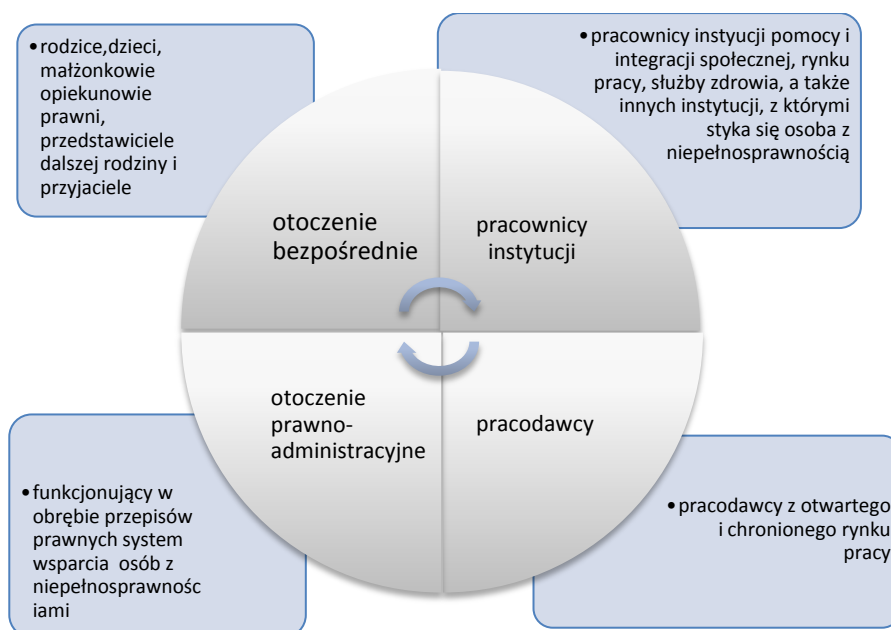 •rodzice,dzieci,
małżonkowie
opiekunowie
prawni,
przedstawiciele
dalszej rodziny i
przyjaciele
•pracownicy instyucji pomocy i
integracji społecznej, rynku
pracy, służby zdrowia, a także
innych instytucji, z którymi
styka się osoba z
niepełnosprawnością
otoczenie
bezpośrednie
pracownicy
instytucji
otoczenie
prawno-
administracyjne
pracodawcy
•funkcjonujący w
obrębie przepisów
prawnych system
wsparcia osób z
niepełnosprawnośc
iami
•pracodawcy z otwartego
i chronionego rynku
pracy